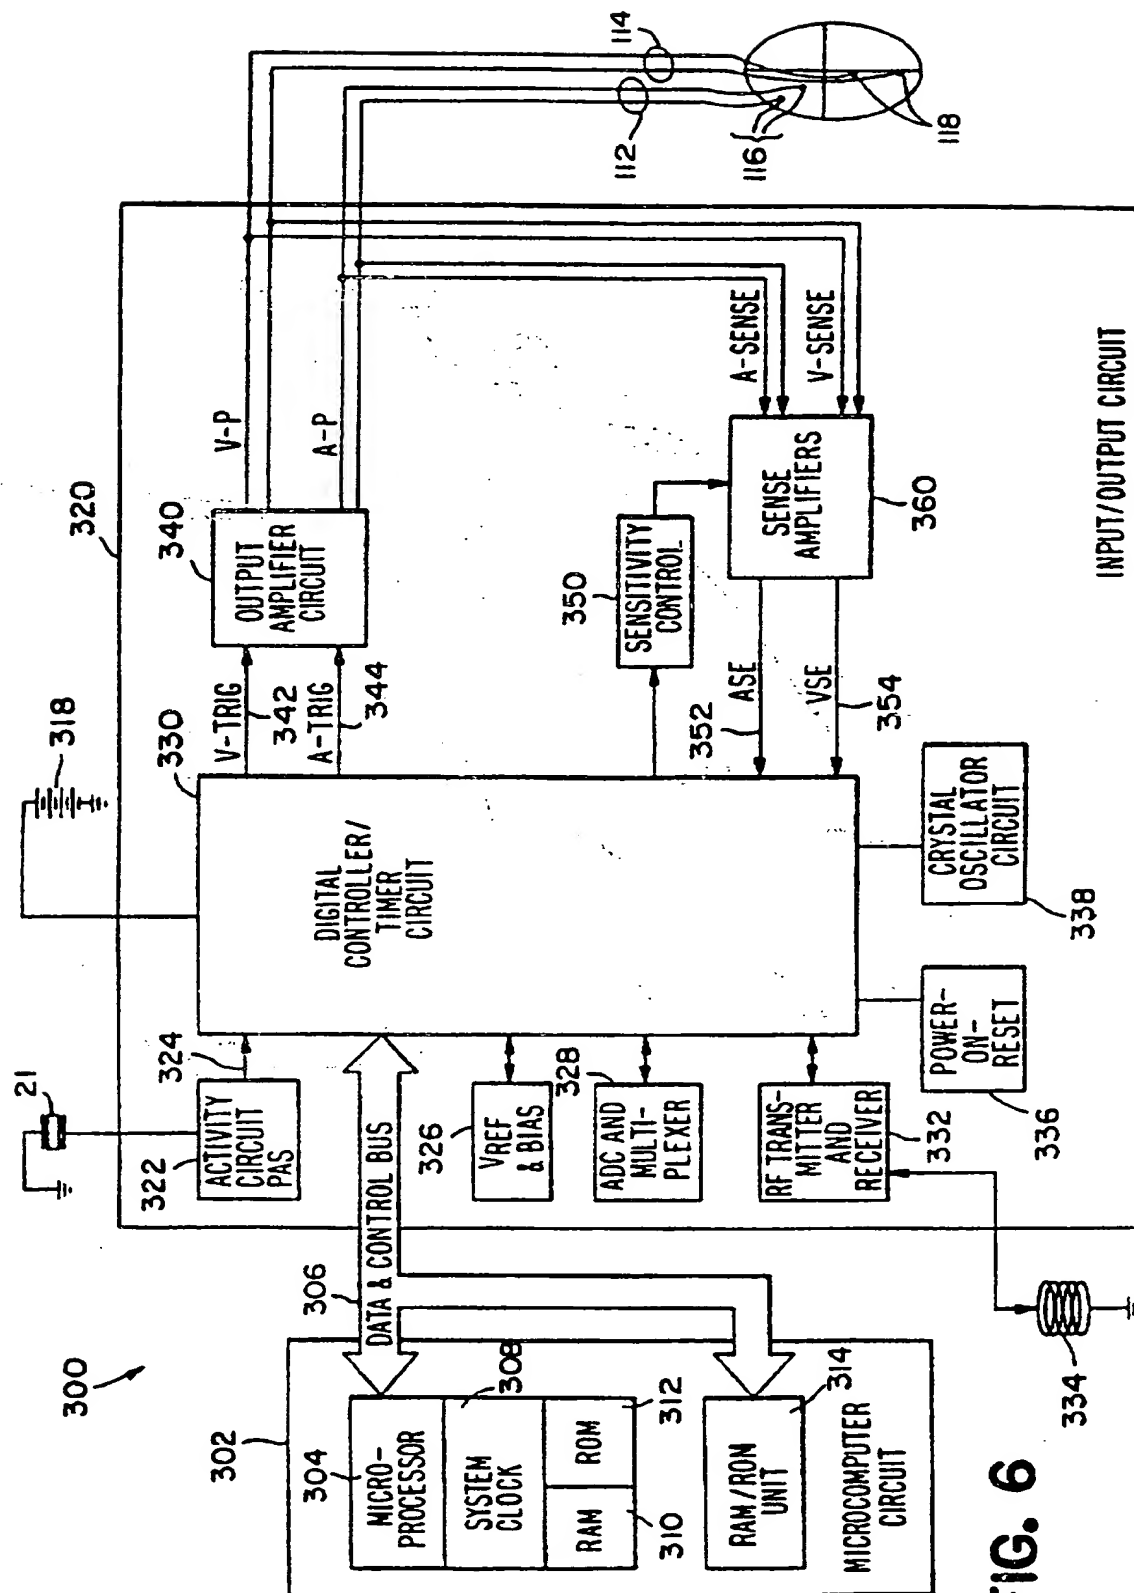 300
302
304
MICRO-
PROCESSOR
SYSTEM
CLOCK
308
RAM
ROM
310
312
RAM/ROM
UNIT
314
MICROCOMPUTER
CIRCUIT
306
DATA & CONTROL BUS
21
322
ACTIVITY
CIRCUIT
PAS
324
326
VREF
& BIAS
328
ADC AND
MULTI-
PLEXER
RF TRANS-
MITTER
AND
RECEIVER
332
334
POWER-
ON-
RESET
336
CRYSTAL
OSCILLATOR
CIRCUIT
338
318
330
DIGITAL
CONTROLLER/
TIMER
CIRCUIT
320
V-TRIG
342
A-TRIG
344
340
OUTPUT
AMPLIFIER
CIRCUIT
V-P
A-P
350
SENSITIVITY
CONTROL
352
ASE
VSE
354
SENSE
AMPLIFIERS
360
A-SENSE
V-SENSE
INPUT/OUTPUT CIRCUIT
112
114
116
118
FIG. 6